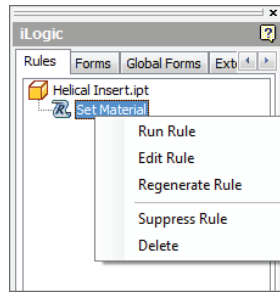 iLogic
Rules Forms Global Forms Ext
Helical Insert.ipt
Set Material
Run Rule
Edit Rule
Regenerate Rule
Suppress Rule
Delete